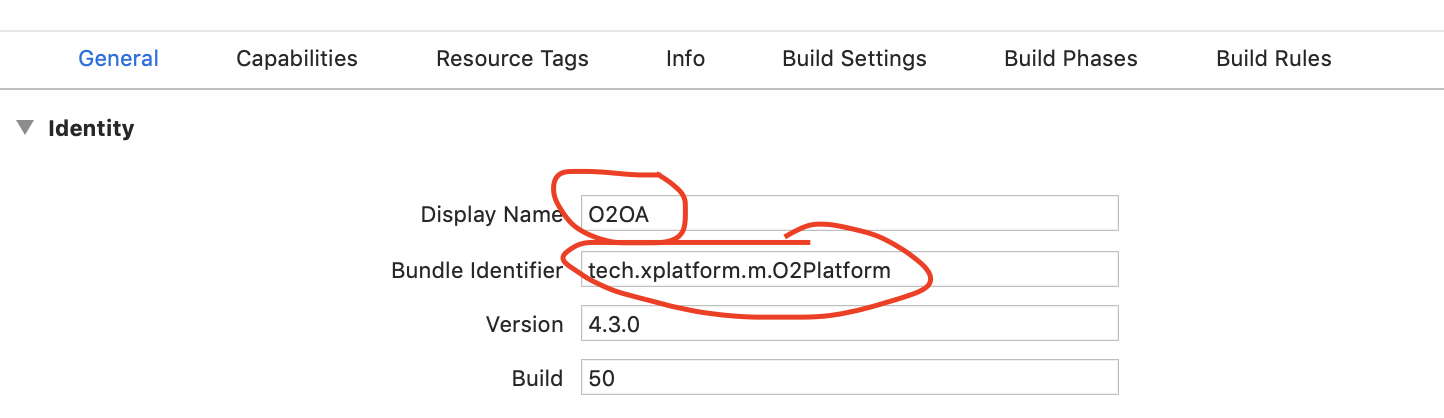 General Capabilities Resource Tags Info Build Settings Build Phases Build Rules
Identity
Display Name O2OA
Bundle Identifier tech.xplatform.m.O2Platform
Version 4.3.0
Build 50